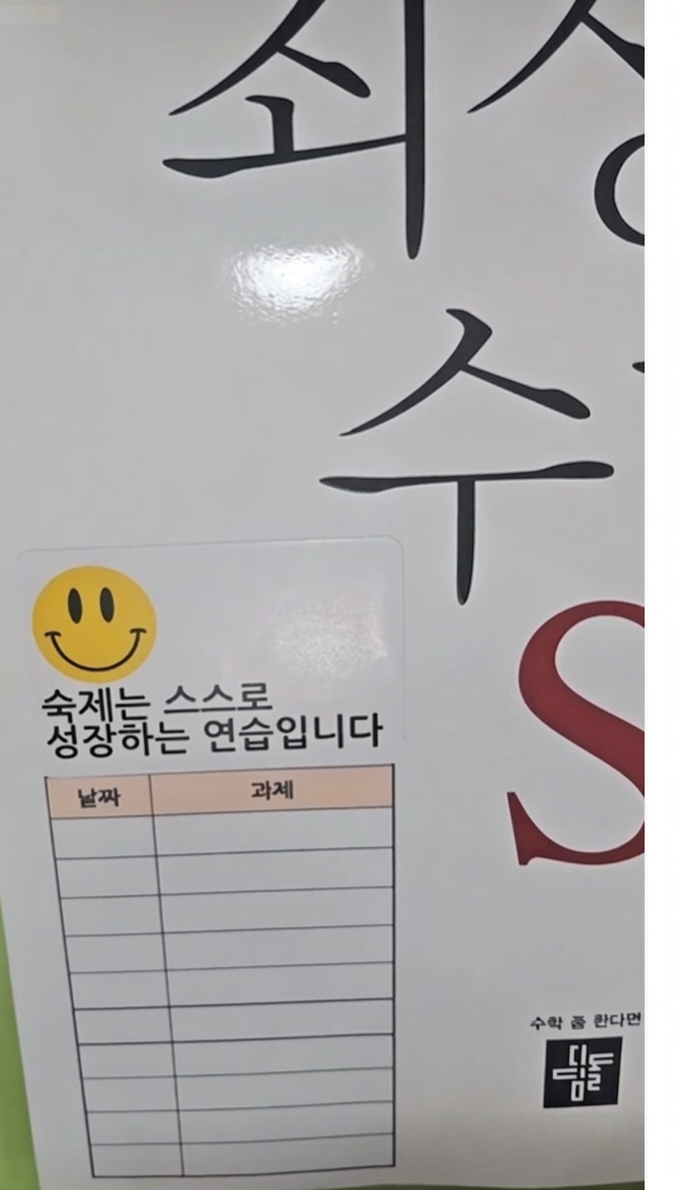 최
수
S
숙제는 스스로
성장하는 연습입니다
날짜 과제
수학 좀 한다면
디딤돌